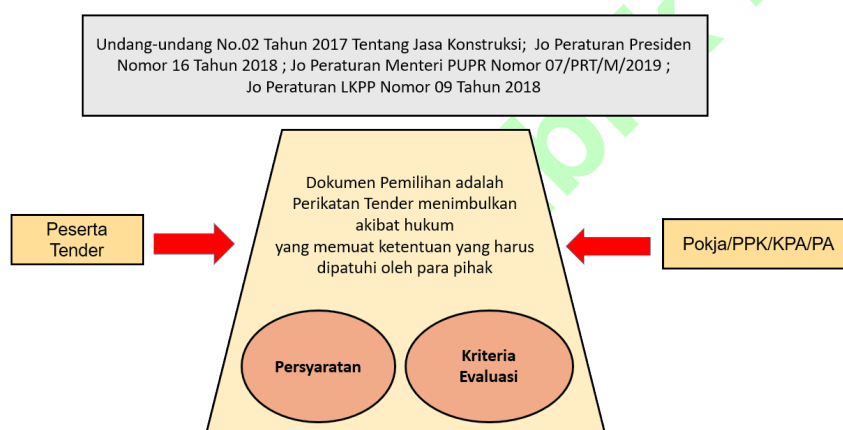 Undang-undang No.02 Tahun 2017 Tentang Jasa Konstruksi; Jo Peraturan Presiden
Nomor 16 Tahun 2018 ; Jo Peraturan Menteri PUPR Nomor 07/PRT/M/2019 ;
Jo Peraturan LKPP Nomor 09 Tahun 2018
Dokumen Pemilihan adalah
Perikatan Tender menimbulkan
akibat hukum
yang memuat ketentuan yang harus
dipatuhi oleh para pihak
Peserta
Tender
Pokja/PPK/KPA/PA
Persyaratan
Kriteria
Evaluasi